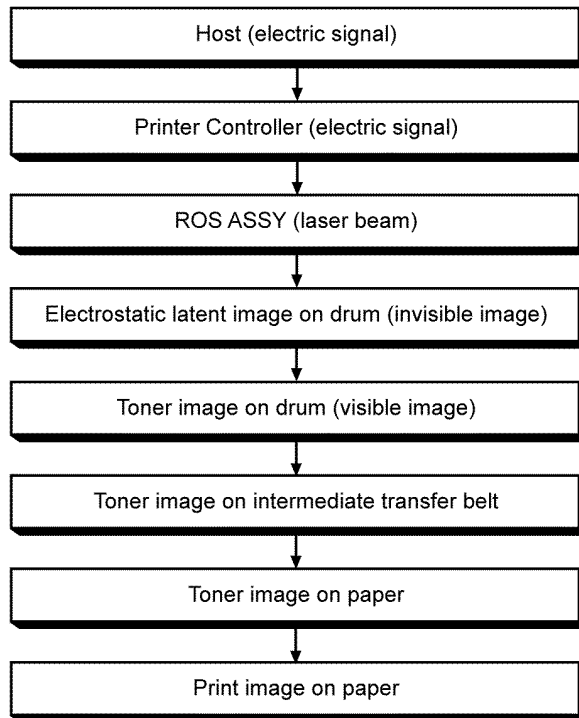 Host (electric signal)
Printer Controller (electric signal)
ROS ASSY (laser beam)
Electrostatic latent image on drum (invisible image)
Toner image on drum (visible image)
Toner image on intermediate transfer belt
Toner image on paper
Print image on paper